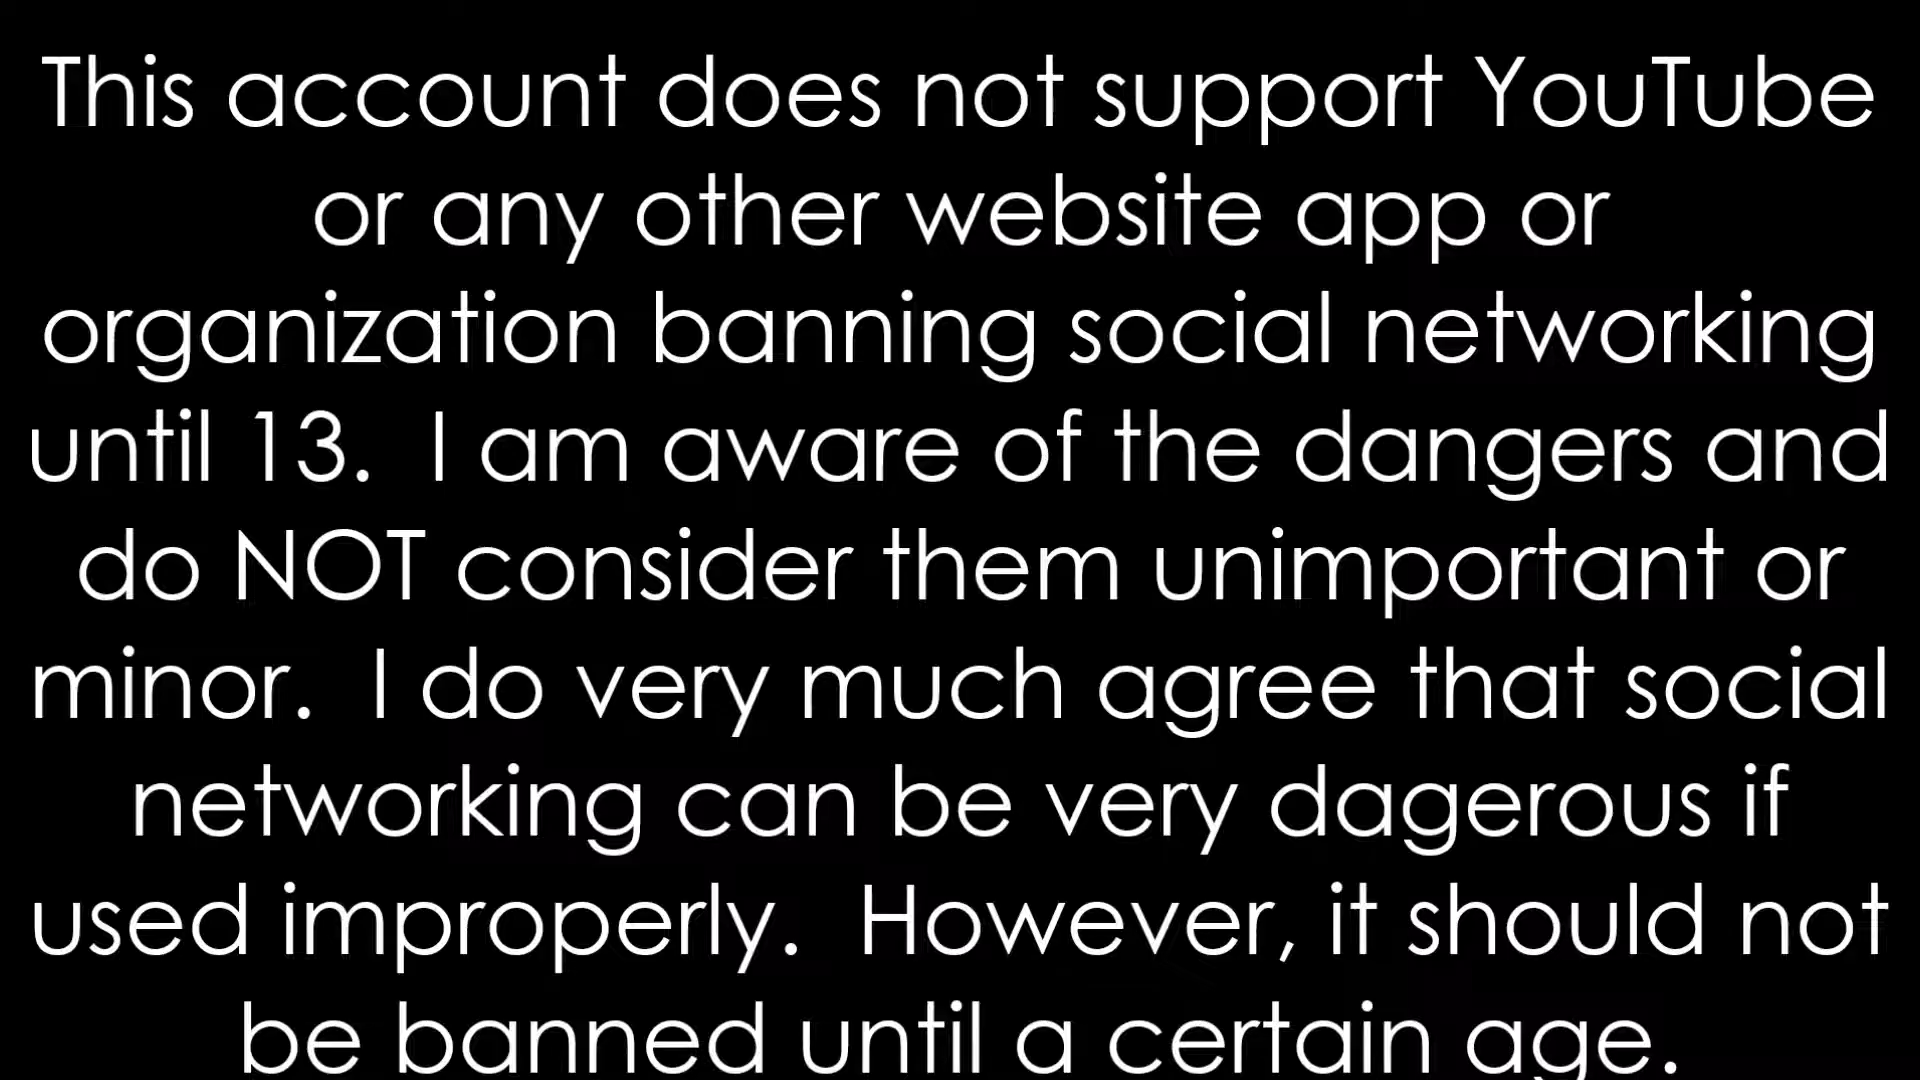 This account does not support YouTube
or any other website app or
organization banning social networking
until 13.  I am aware of the dangers and
do NOT consider them unimportant or
minor.  I do very much agree that social
networking can be very dagerous if
used improperly.  However, it should not
be banned until a certain age.